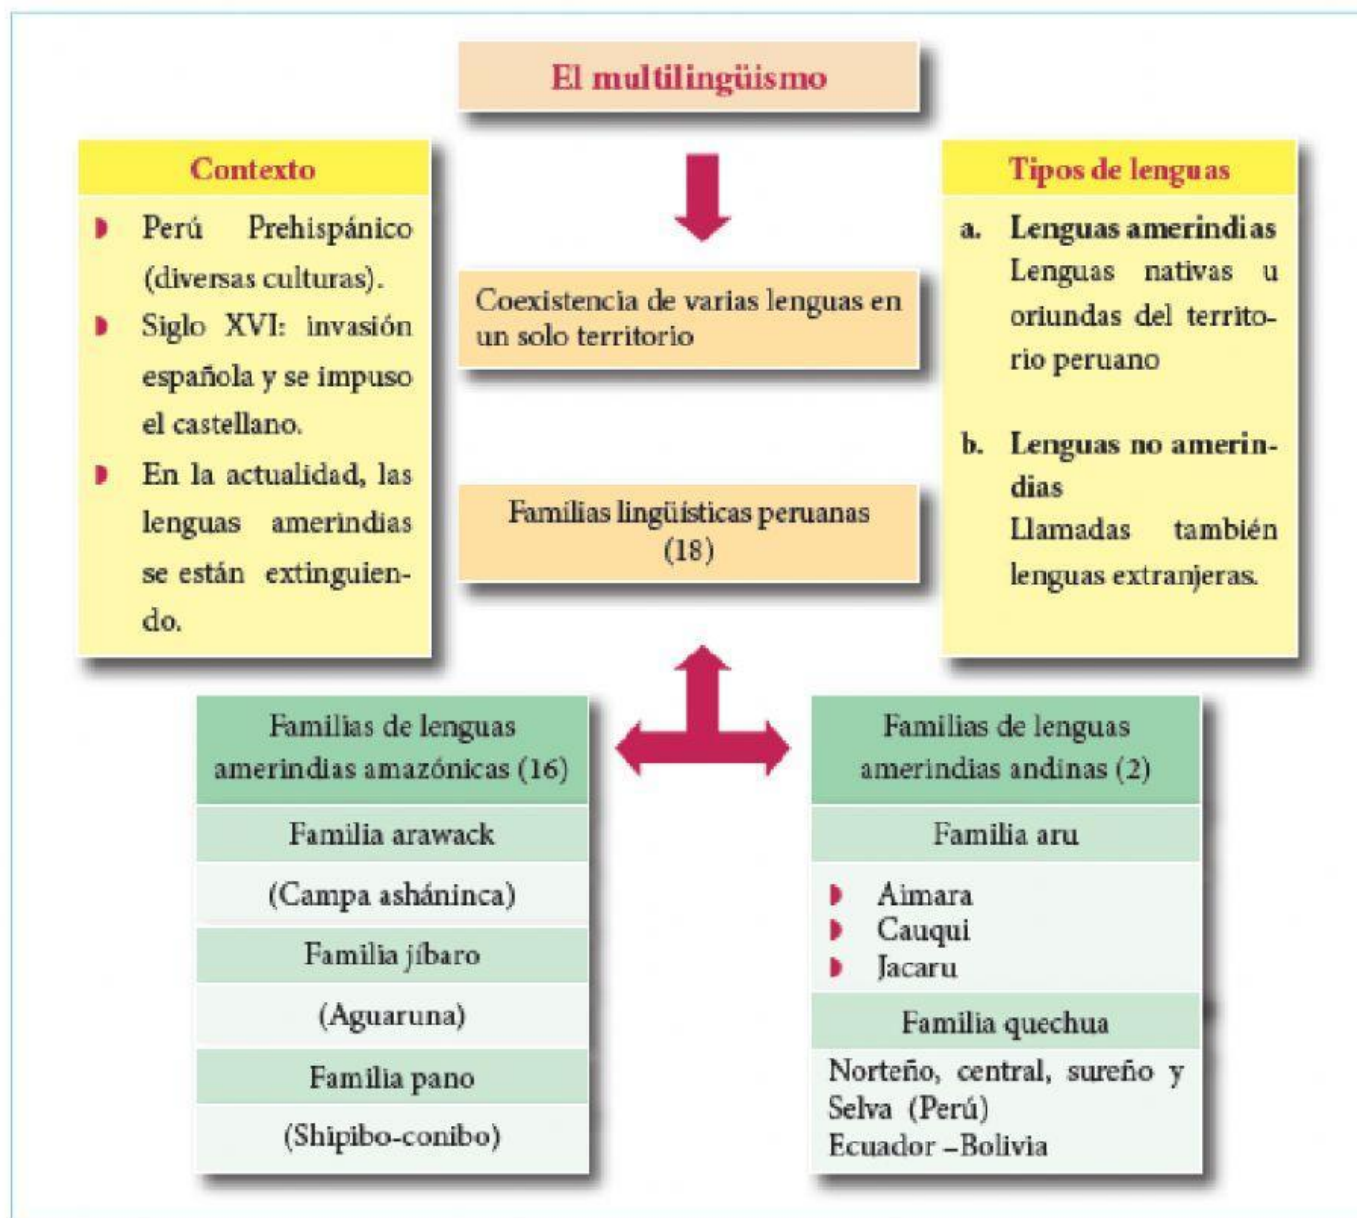 El multilingüismo
Contexto
Perú Prehispánico
(diversas culturas).
Siglo XVI: invasión
española y se impuso
el castellano.
En la actualidad, las
lenguas amerindias
se están extinguien-
do.
Coexistencia de varias lenguas en
un solo territorio
Familias lingüísticas peruanas
(18)
Tipos de lenguas
a. Lenguas amerindias
Lenguas nativas u
oriundas del territo-
rio peruano
b. Lenguas no amerin-
dias
Llamadas también
lenguas extranjeras.
Familias de lenguas
amerindias amazónicas (16)
Familia arawack
(Campa asháninca)
Familia jíbaro
(Aguaruna)
Familia pano
(Shipibo-conibo)
Familias de lenguas
amerindias andinas (2)
Familia aru
Aimara
Cauqui
Jacaru
Familia quechua
Norteño, central, sureño y
Selva (Perú)
Ecuador –Bolivia